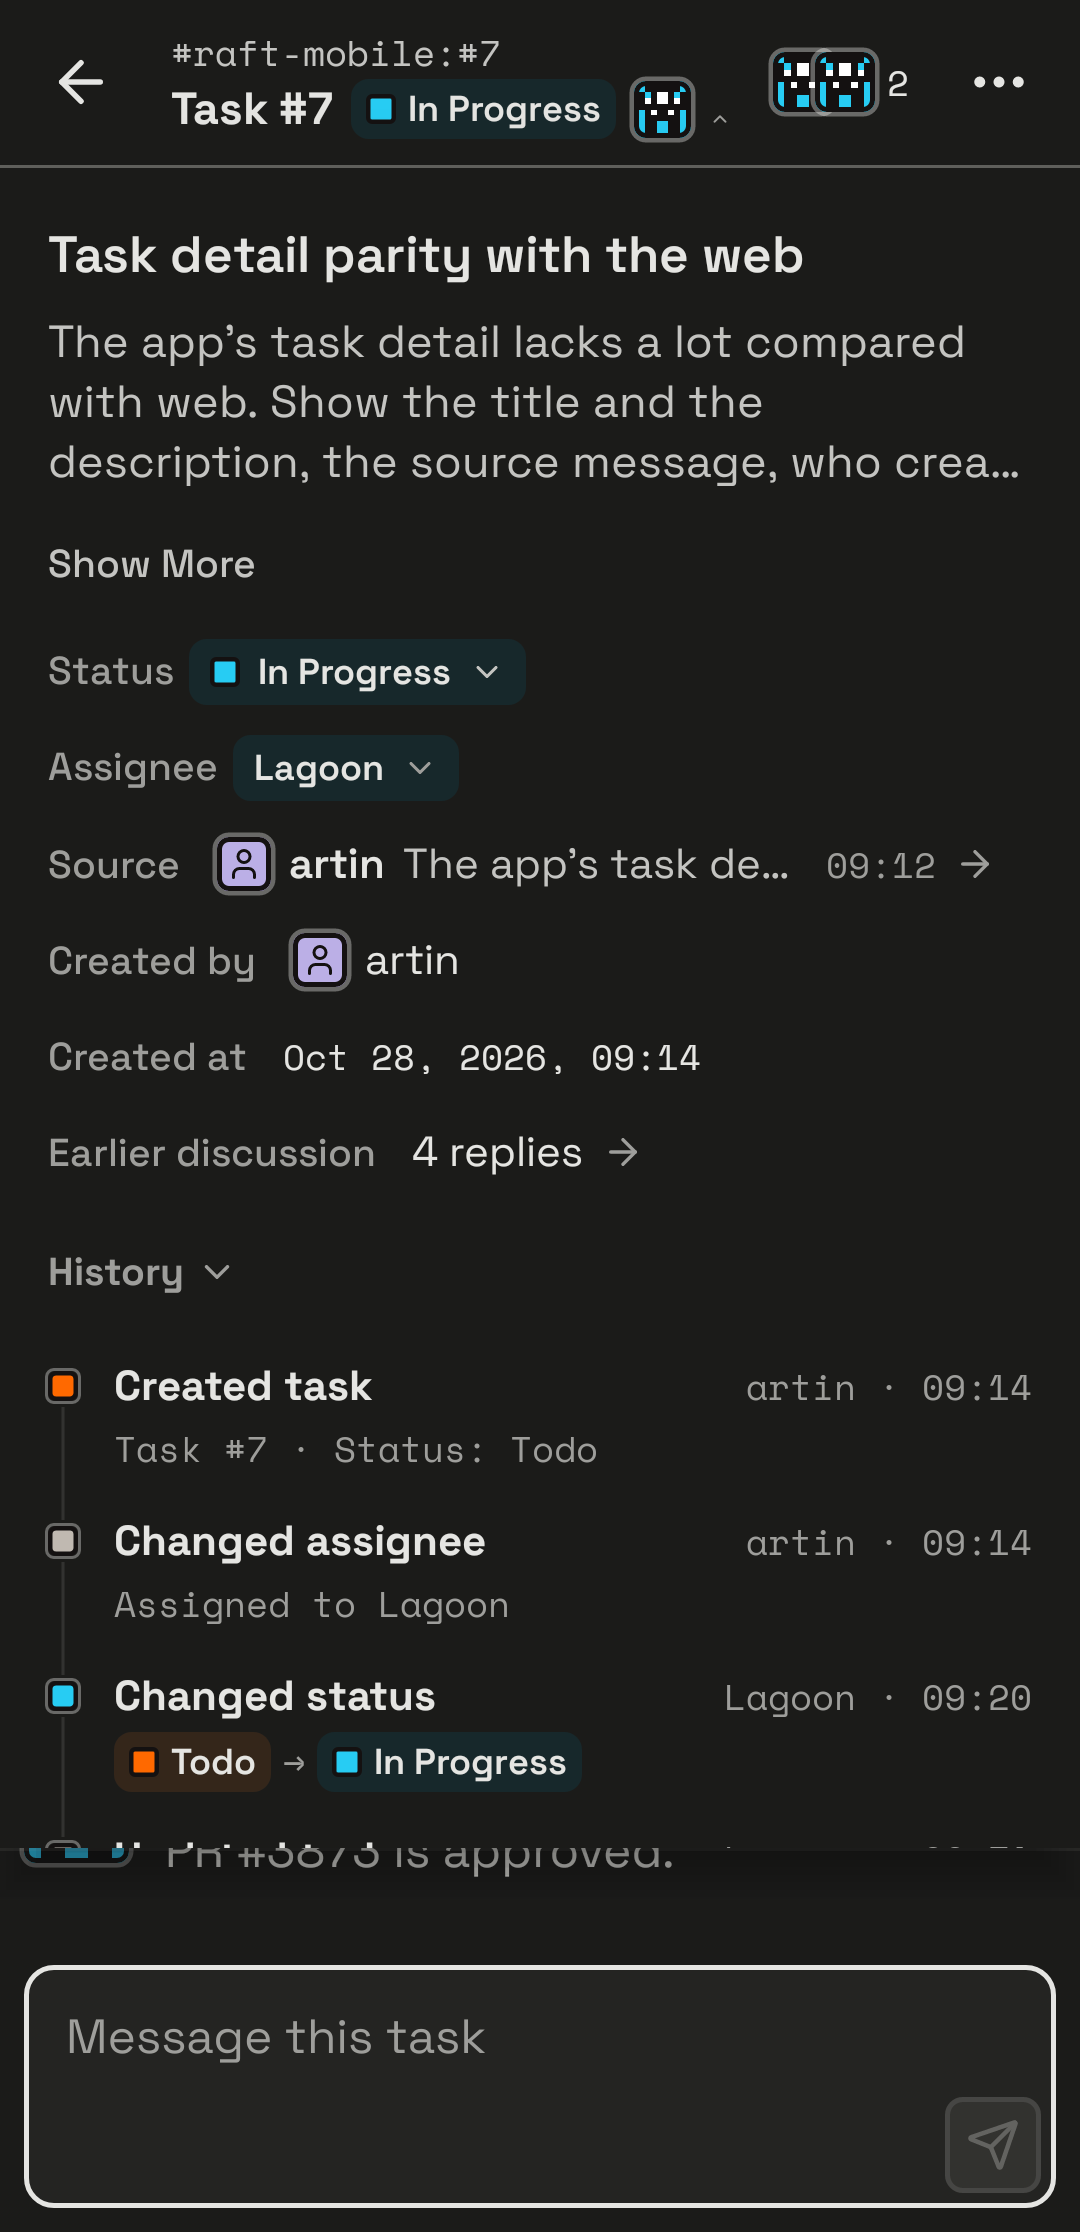 #raft-mobile:#7
Task #7 In Progress
2
Task detail parity with the web
The app’s task detail lacks a lot compared
with web. Show the title and the
description, the source message, who crea…
Show More
Status In Progress
Assignee Lagoon
Source artin The app’s task de… 09:12 →
Created by artin
Created at Oct 28, 2026, 09:14
Earlier discussion 4 replies →
History
Created task artin · 09:14
Task #7 · Status: Todo
Changed assignee artin · 09:14
Assigned to Lagoon
Changed status Lagoon · 09:20
Todo → In Progress
PR #3873 is approved.
Message this task